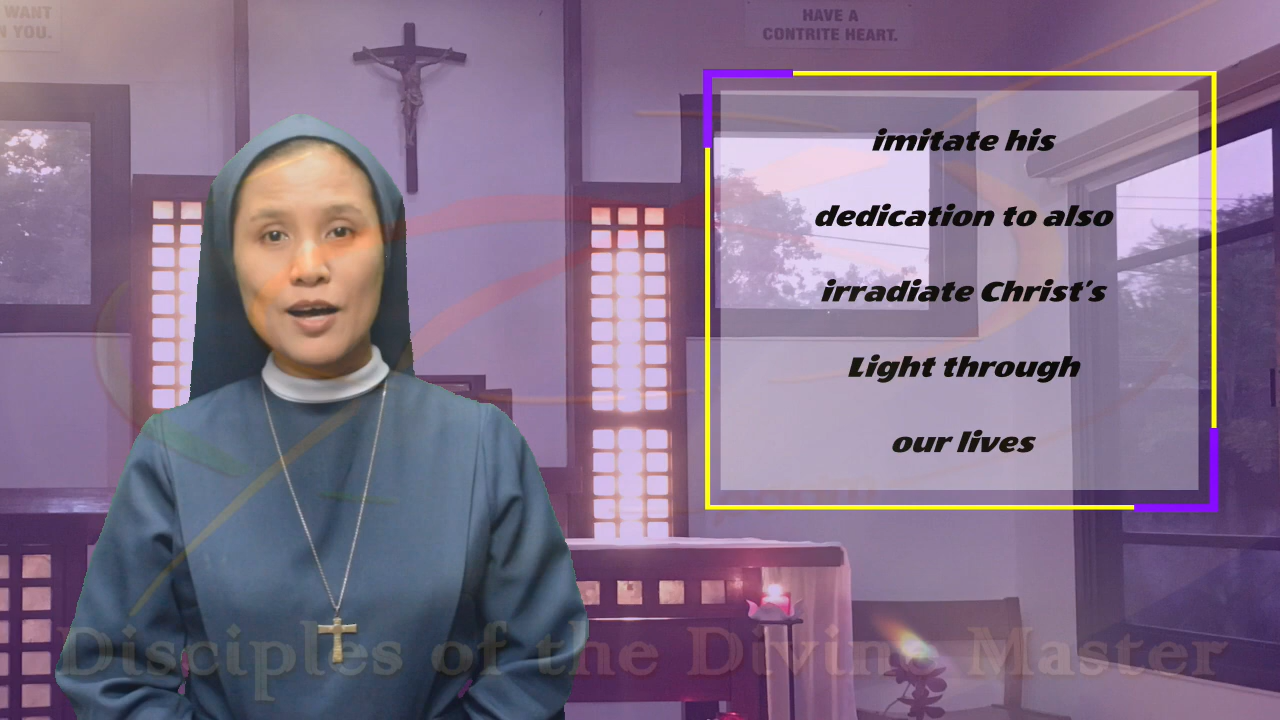 WANT
YOU.
HAVE A
CONTRITE HEART.
imitate his
dedication to also
irradiate Christ's
Light through
our lives
Disciples of the Divine Master